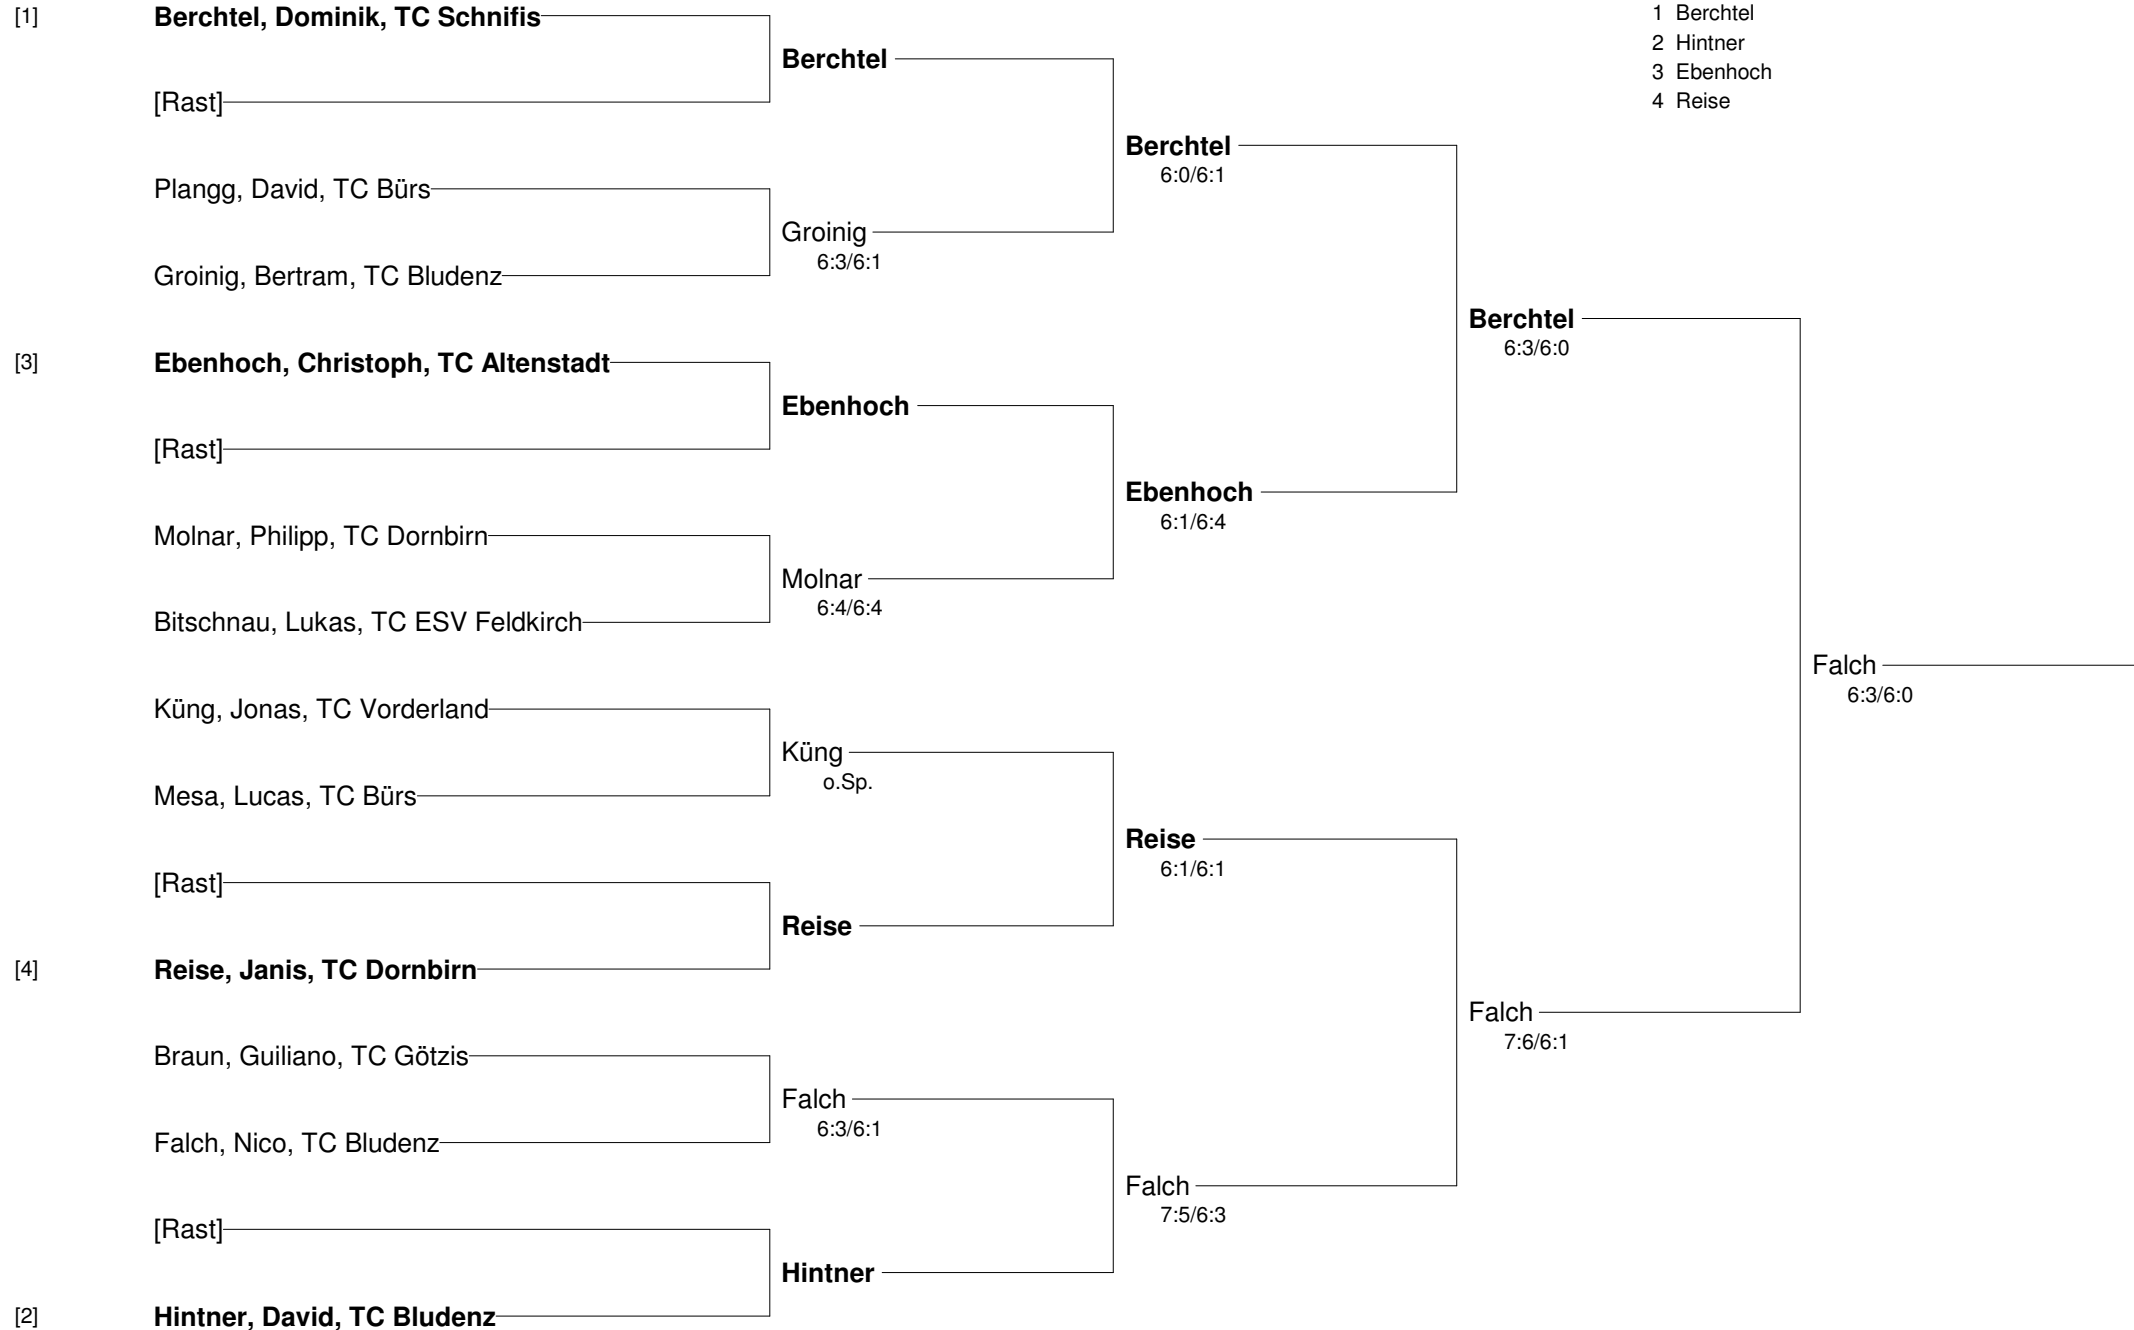 [1] Berchtel, Dominik, TC Schnifis
[Rast]
Plangg, David, TC Bürs
Groinig, Bertram, TC Bludenz
[3] Ebenhoch, Christoph, TC Altenstadt
[Rast]
Molnar, Philipp, TC Dornbirn
Bitschnau, Lukas, TC ESV Feldkirch
Küng, Jonas, TC Vorderland
Mesa, Lucas, TC Bürs
[Rast]
[4] Reise, Janis, TC Dornbirn
Braun, Guiliano, TC Götzis
Falch, Nico, TC Bludenz
[Rast]
[2] Hintner, David, TC Bludenz
Berchtel
Groinig
6:3/6:1
Ebenhoch
Molnar
6:4/6:4
Küng
o.Sp.
Reise
Falch
6:3/6:1
Hintner
Berchtel
6:0/6:1
Ebenhoch
6:1/6:4
Reise
6:1/6:1
Falch
7:5/6:3
Berchtel
6:3/6:0
Falch
7:6/6:1
Falch
6:3/6:0
1 Berchtel
2 Hintner
3 Ebenhoch
4 Reise